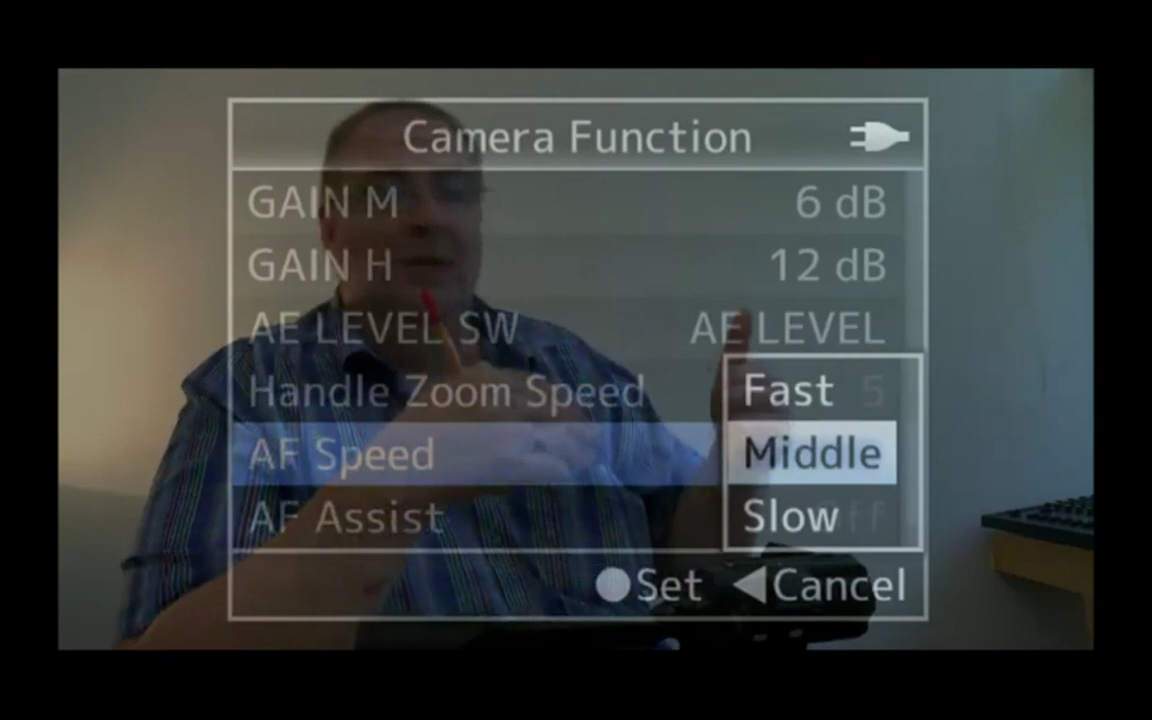 Camera Function
GAIN M 6 dB
GAIN H 12 dB
AE LEVEL SW AE LEVEL
Handle Zoom Speed 5
Fast
AF Speed
Middle
AF Assist
Slow
Set Cancel